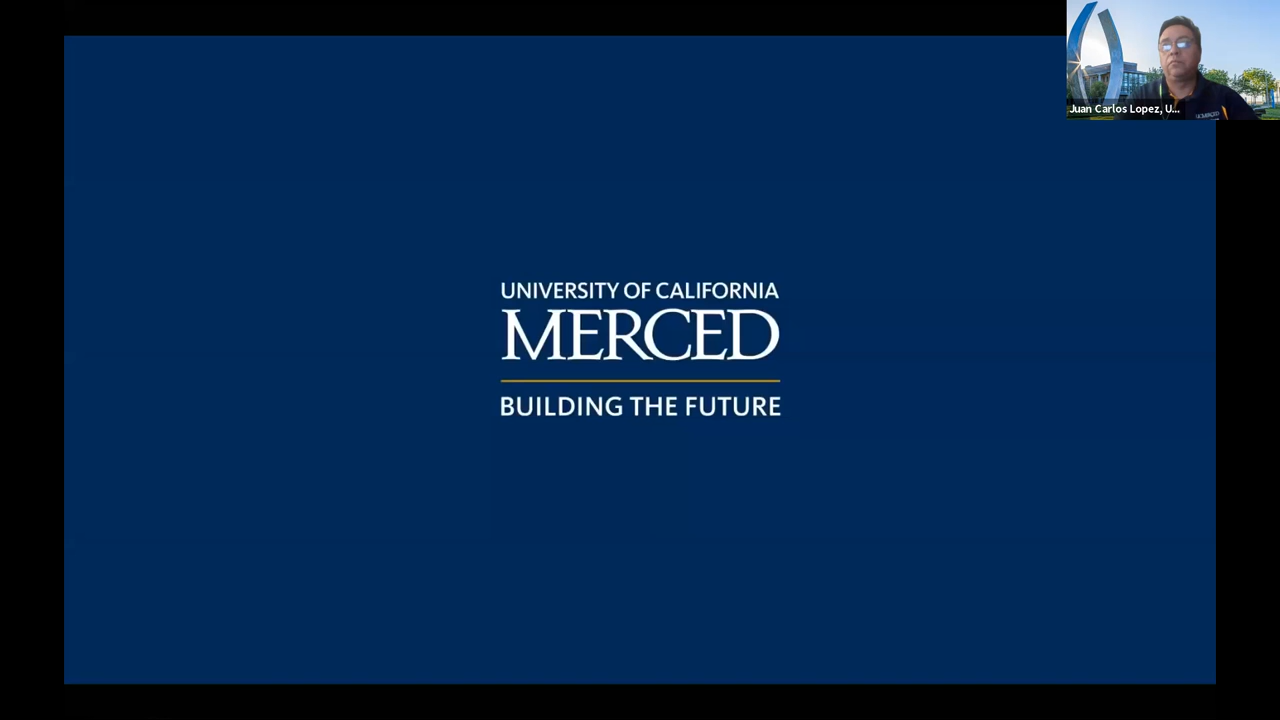 UNIVERSITY OF CALIFORNIA
MERCED
BUILDING THE FUTURE
Juan Carlos Lopez, U...